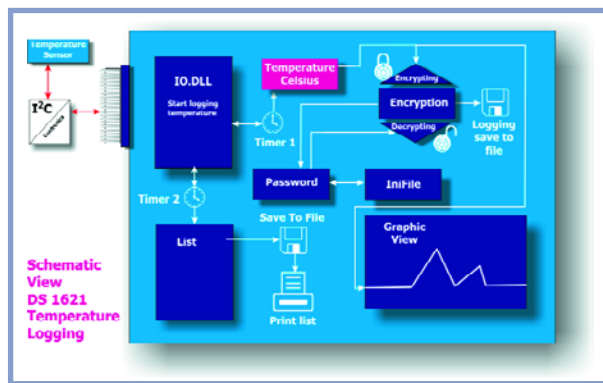 Temperature
Sensor
I²C
IO.DLL
Start logging
temperature
Timer 1
Temperature
Celsius
Encrypting
Encryption
Decrypting
Logging
save to
file
Password
IniFile
Timer 2
List
Save To File
Print list
Graphic
View
Schematic
View
DS 1621
Temperature
Logging